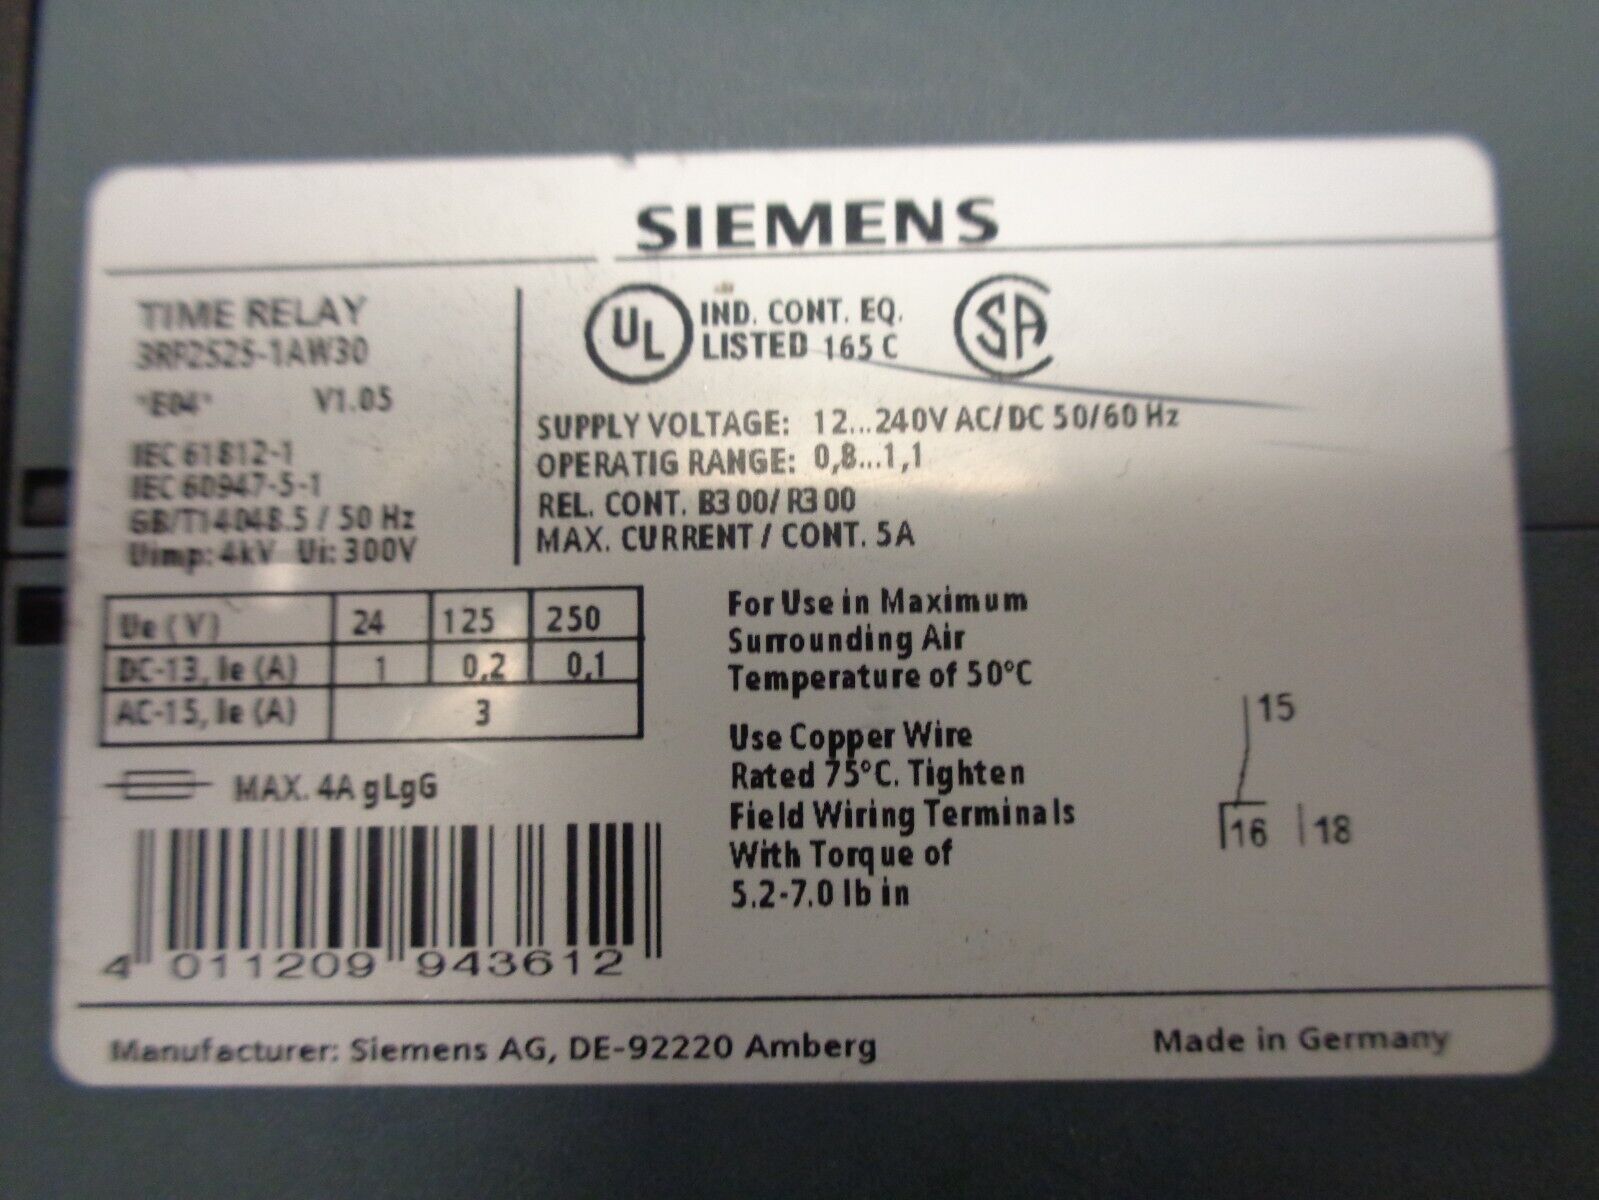 SIEMENS
TIME RELAY
3RP2525-1AW30
"E04" V1.05
IEC 61812-1
IEC 60947-5-1
GB/T14048.5 / 50 Hz
Uimp: 4kV Ui: 300V
UL IND. CONT. EQ.
LISTED 165 C
SA
SUPPLY VOLTAGE: 12...240V AC/DC 50/60 Hz
OPERATIG RANGE: 0,8...1,1
REL. CONT. B300/R300
MAX. CURRENT / CONT. 5A
Ue (V) 24 125 250
DC-13, Ie (A) 1 0,2 0,1
AC-15, Ie (A) 3
MAX. 4A gLgG
4 011209 943612
For Use in Maximum
Surrounding Air
Temperature of 50°C
Use Copper Wire
Rated 75°C. Tighten
Field Wiring Terminals
With Torque of
5.2-7.0 lb in
15
16 18
Manufacturer: Siemens AG, DE-92220 Amberg Made in Germany